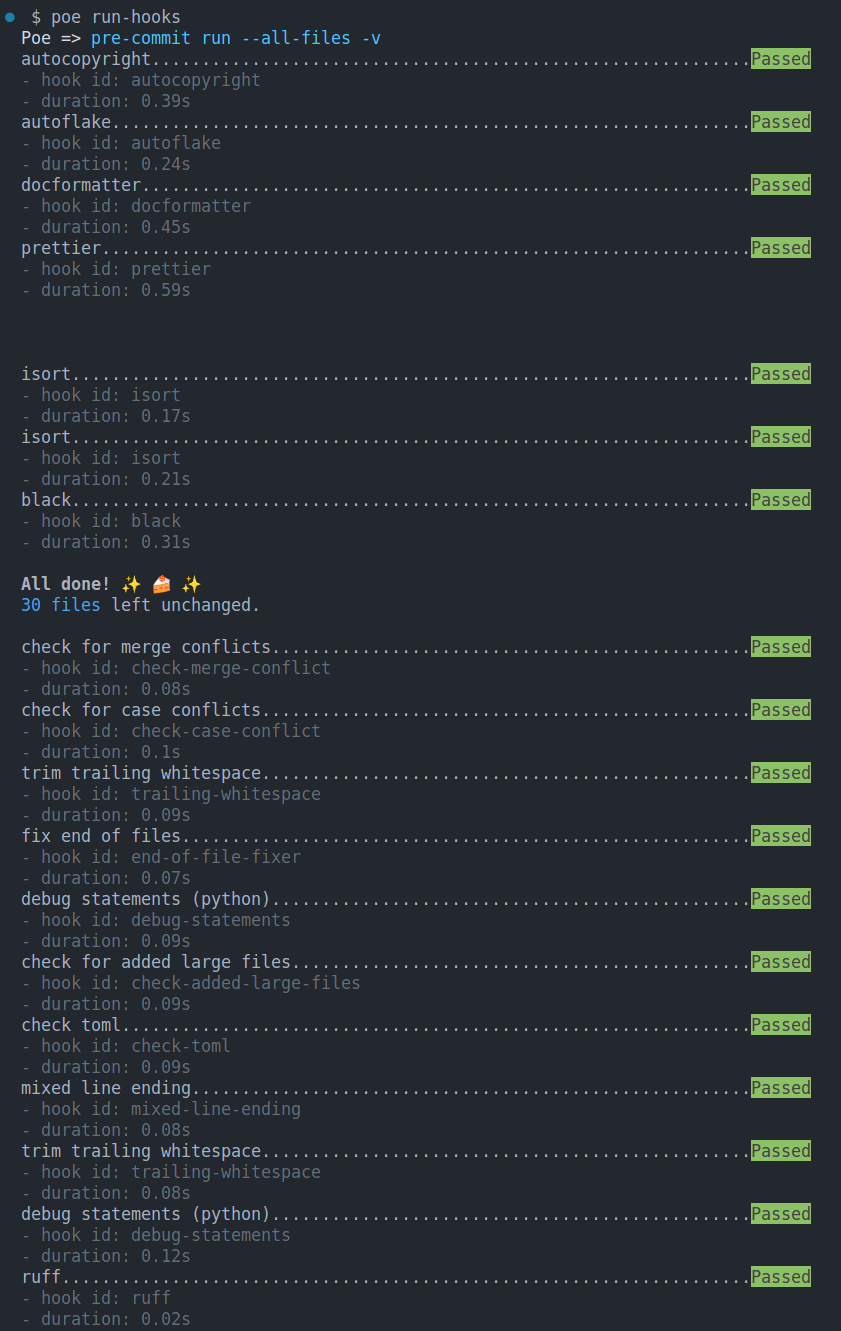 $ poe run-hooks
Poe => pre-commit run --all-files -v
autocopyright............................................................Passed
- hook id: autocopyright
- duration: 0.39s
autoflake................................................................Passed
- hook id: autoflake
- duration: 0.24s
docformatter.............................................................Passed
- hook id: docformatter
- duration: 0.45s
prettier.................................................................Passed
- hook id: prettier
- duration: 0.59s
isort....................................................................Passed
- hook id: isort
- duration: 0.17s
isort....................................................................Passed
- hook id: isort
- duration: 0.21s
black....................................................................Passed
- hook id: black
- duration: 0.31s
All done! ✨ 🍰 ✨
30 files left unchanged.
check for merge conflicts................................................Passed
- hook id: check-merge-conflict
- duration: 0.08s
check for case conflicts.................................................Passed
- hook id: check-case-conflict
- duration: 0.1s
trim trailing whitespace.................................................Passed
- hook id: trailing-whitespace
- duration: 0.09s
fix end of files.........................................................Passed
- hook id: end-of-file-fixer
- duration: 0.07s
debug statements (python)................................................Passed
- hook id: debug-statements
- duration: 0.09s
check for added large files..............................................Passed
- hook id: check-added-large-files
- duration: 0.09s
check toml...............................................................Passed
- hook id: check-toml
- duration: 0.09s
mixed line ending........................................................Passed
- hook id: mixed-line-ending
- duration: 0.08s
trim trailing whitespace.................................................Passed
- hook id: trailing-whitespace
- duration: 0.08s
debug statements (python)................................................Passed
- hook id: debug-statements
- duration: 0.12s
ruff.....................................................................Passed
- hook id: ruff
- duration: 0.02s